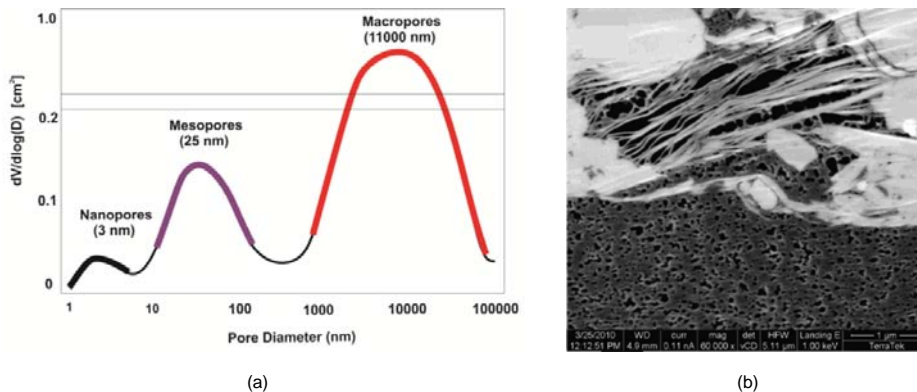 1.0
Macropores
(11000 nm)
dV/dlog(D) [cm²]
0.2
Mesopores
(25 nm)
0.1
Nanopores
(3 nm)
0
1 10 100 1000 10000 100000
Pore Diameter (nm)
3/25/2010 WD curr mag det HFW Landing E 1 µm
12:12:51 PM 4.9 mm 0.11 nA 60 000 x vCD 5.11 µm 1.00 keV TerraTek
(a) (b)